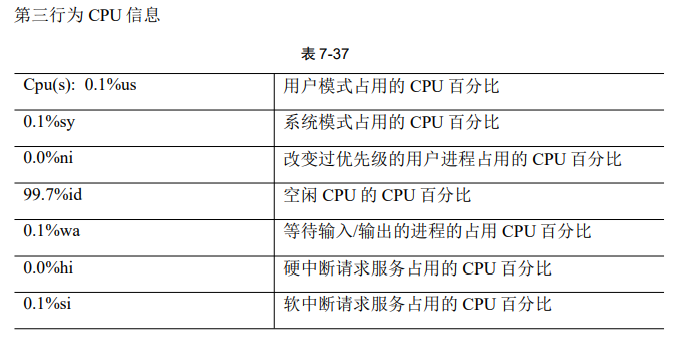 第三行为 CPU 信息
表 7-37
Cpu(s): 0.1%us 用户模式占用的 CPU 百分比
0.1%sy 系统模式占用的 CPU 百分比
0.0%ni 改变过优先级的用户进程占用的 CPU 百分比
99.7%id 空闲 CPU 的 CPU 百分比
0.1%wa 等待输入/输出的进程的占用 CPU 百分比
0.0%hi 硬中断请求服务占用的 CPU 百分比
0.1%si 软中断请求服务占用的 CPU 百分比